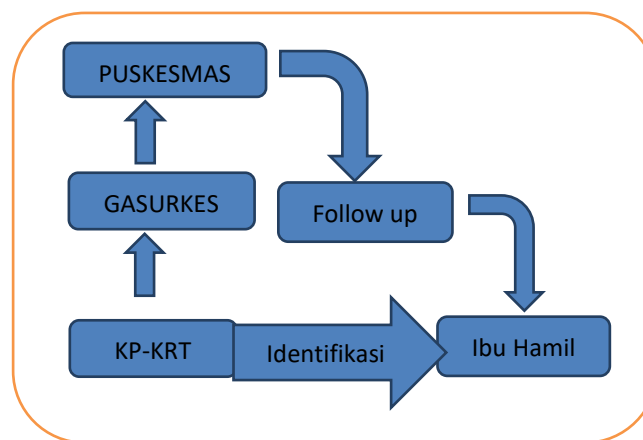 PUSKESMAS
GASURKES
Follow up
KP-KRT
Identifikasi
Ibu Hamil